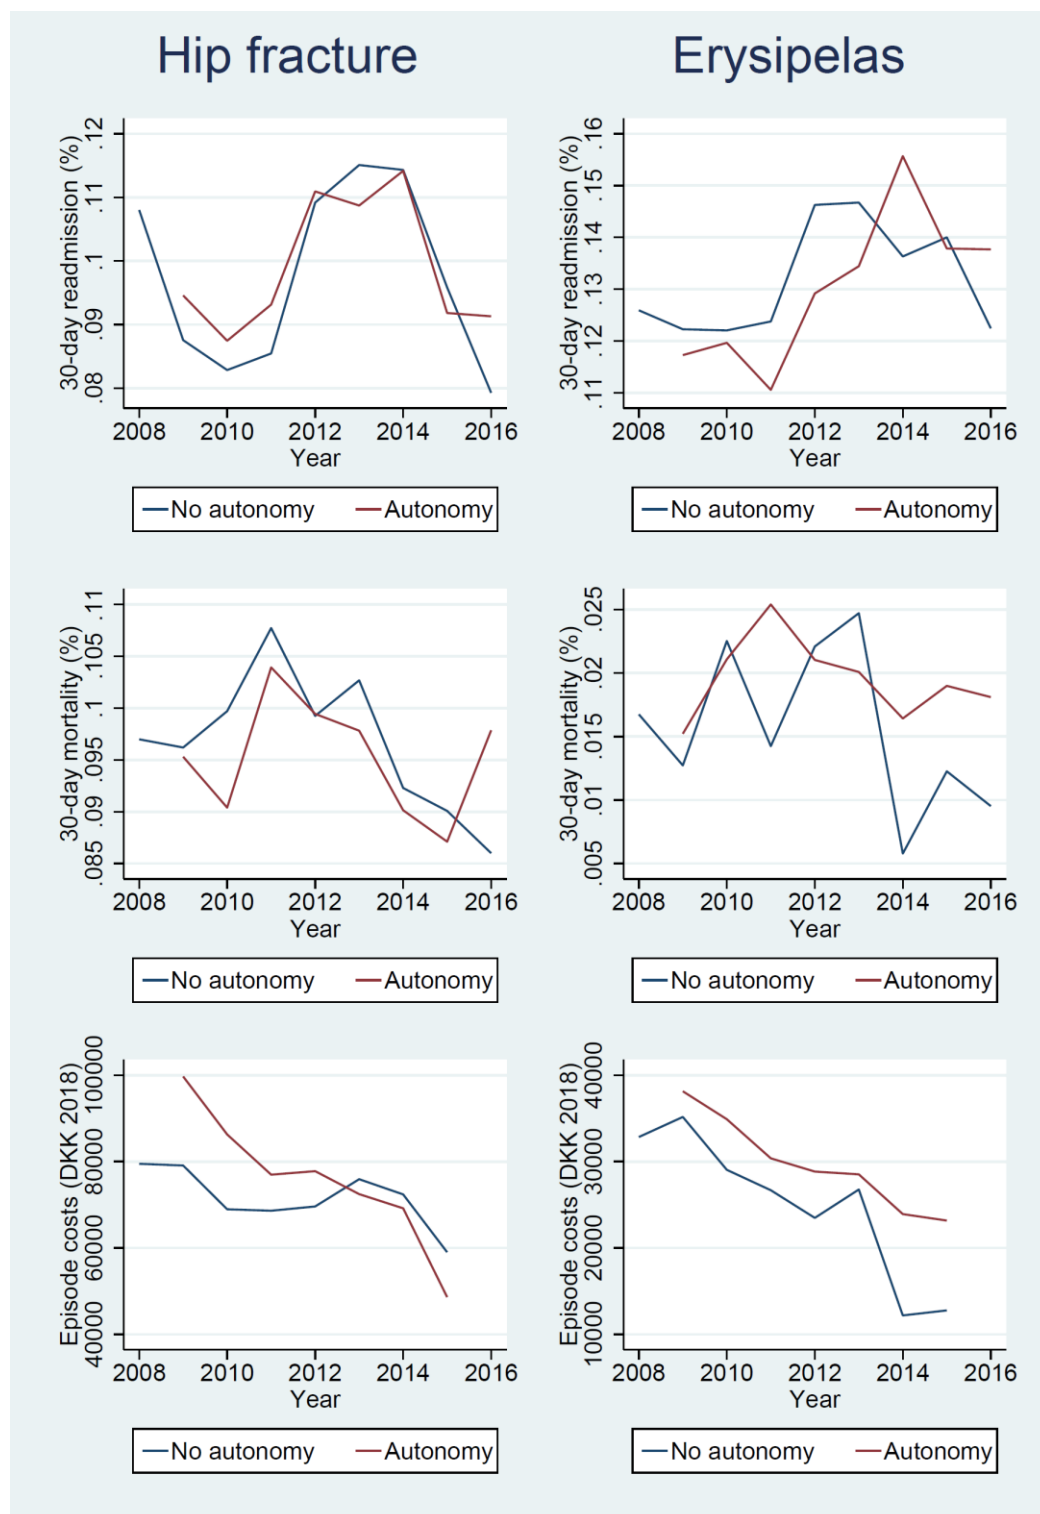 Hip fracture
Erysipelas
30-day readmission (%)
.12
.11
.1
.09
.08
2008 2010 2012 2014 2016
Year
No autonomy Autonomy
30-day readmission (%)
.16
.15
.14
.13
.12
.11
2008 2010 2012 2014 2016
Year
No autonomy Autonomy
30-day mortality (%)
.11
.105
.1
.095
.09
.085
2008 2010 2012 2014 2016
Year
No autonomy Autonomy
30-day mortality (%)
.025
.02
.015
.01
.005
2008 2010 2012 2014 2016
Year
No autonomy Autonomy
Episode costs (DKK 2018)
100000
80000
60000
40000
2008 2010 2012 2014 2016
Year
No autonomy Autonomy
Episode costs (DKK 2018)
40000
30000
20000
10000
2008 2010 2012 2014 2016
Year
No autonomy Autonomy